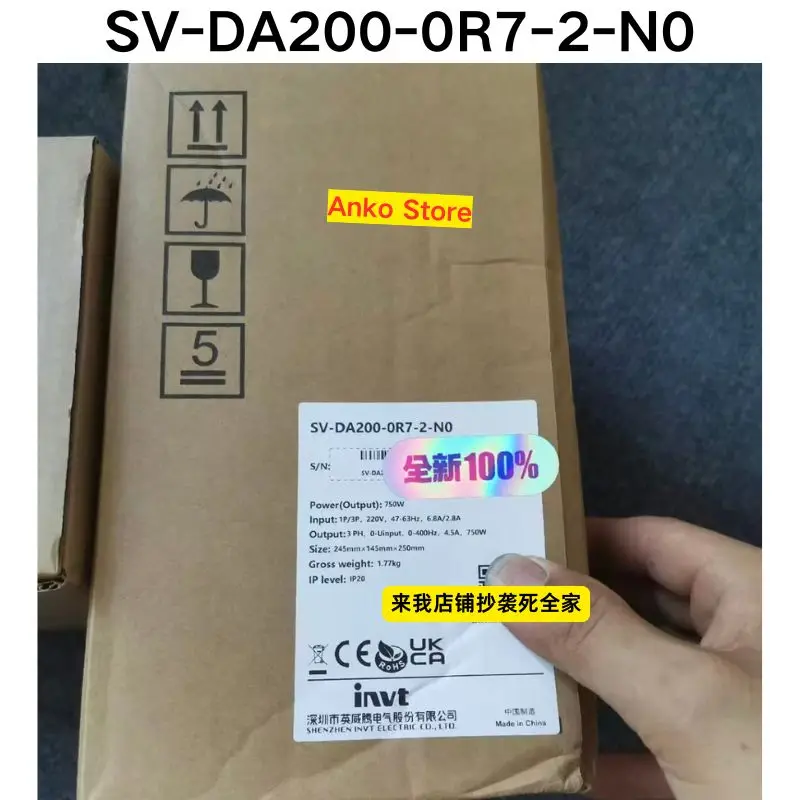 SV-DA200-0R7-2-N0
Anko Store
5
SV-DA200-0R7-2-N0
S/N:
全新100%
Power(Output): 750W
Input: 1P/3P, 220V, 47-63Hz, 6.8A/2.8A
Output: 3 PH, 0-Uinput, 0-400Hz, 4.5A, 750W
Size: 245mm×145mm×250mm
Gross weight: 1.77kg
IP level: IP20
来我店铺抄袭死全家
CE RoHS UKCA
invt
深圳市英威腾电气股份有限公司
SHENZHEN INVT ELECTRIC CO., LTD.
中国制造
Made in China